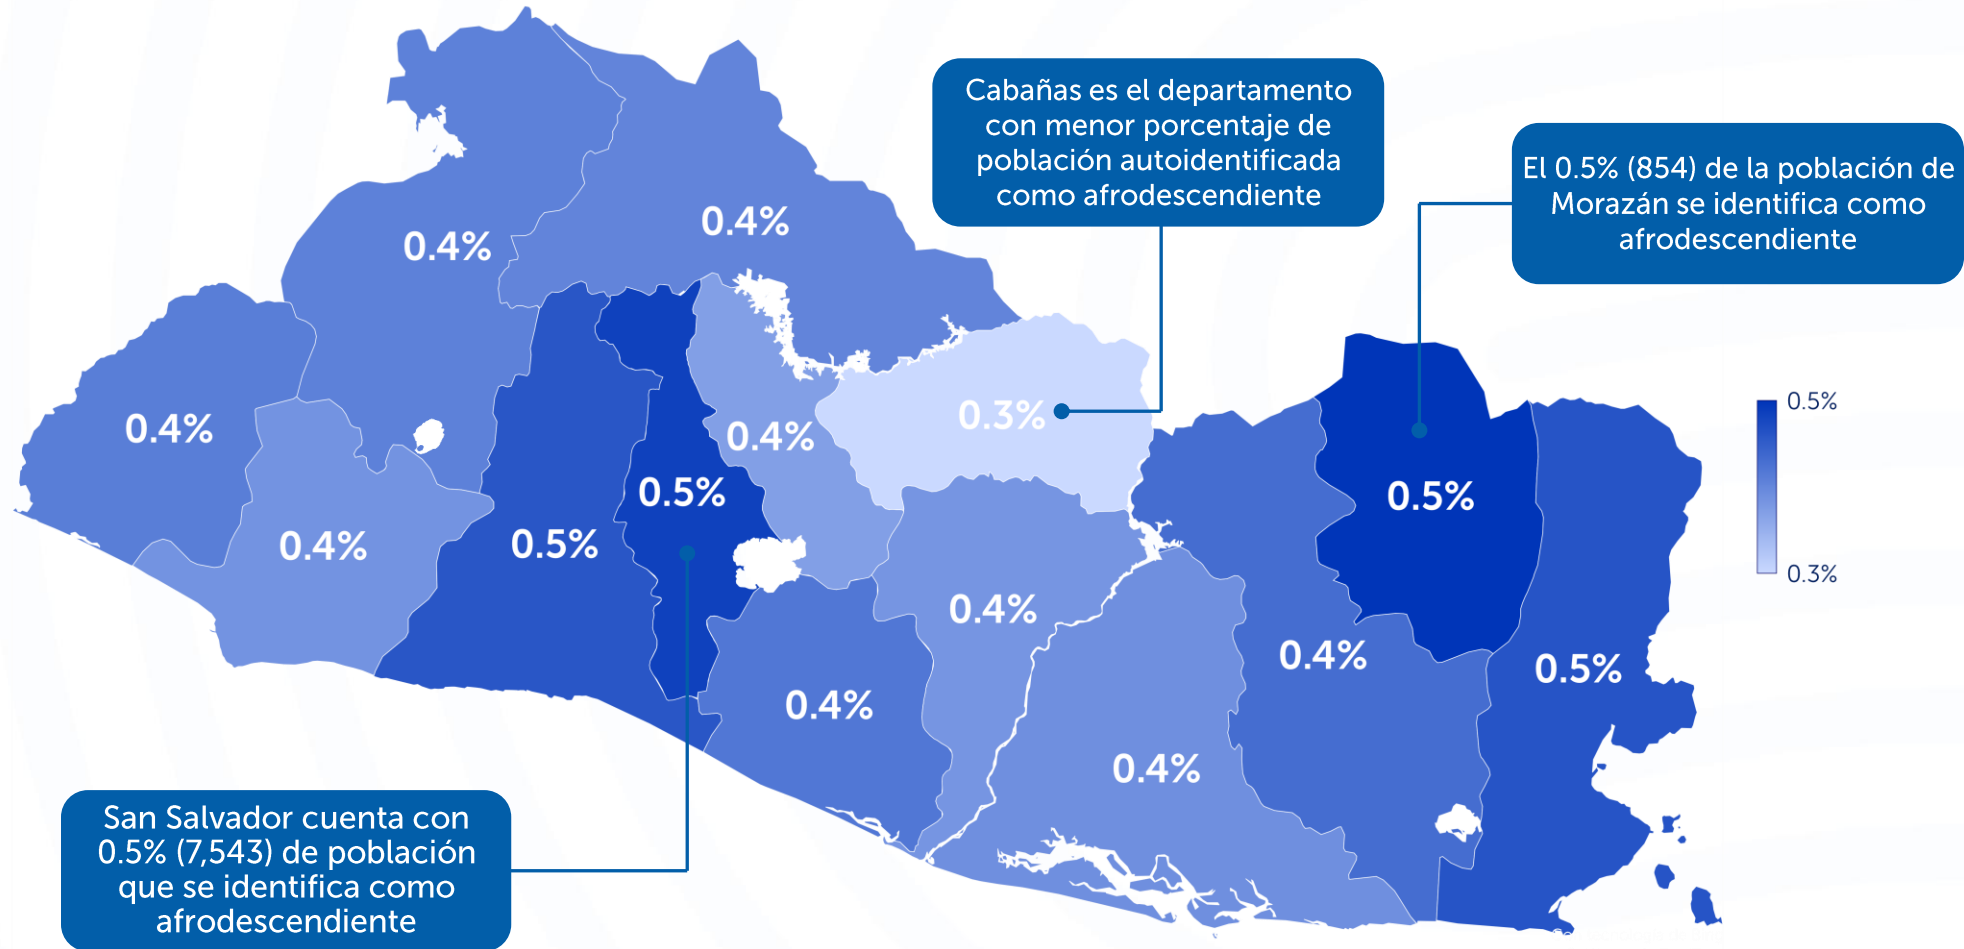 Cabañas es el departamento
con menor porcentaje de
población autoidentificada
como afrodescendiente
El 0.5% (854) de la población de
Morazán se identifica como
afrodescendiente
0.4%
0.4%
0.4%
0.4%
0.3%
0.4%
0.5%
0.5%
0.5%
0.4%
0.4%
0.4%
0.5%
0.4%
0.4%
0.5%
0.3%
San Salvador cuenta con
0.5% (7,543) de población
que se identifica como
afrodescendiente